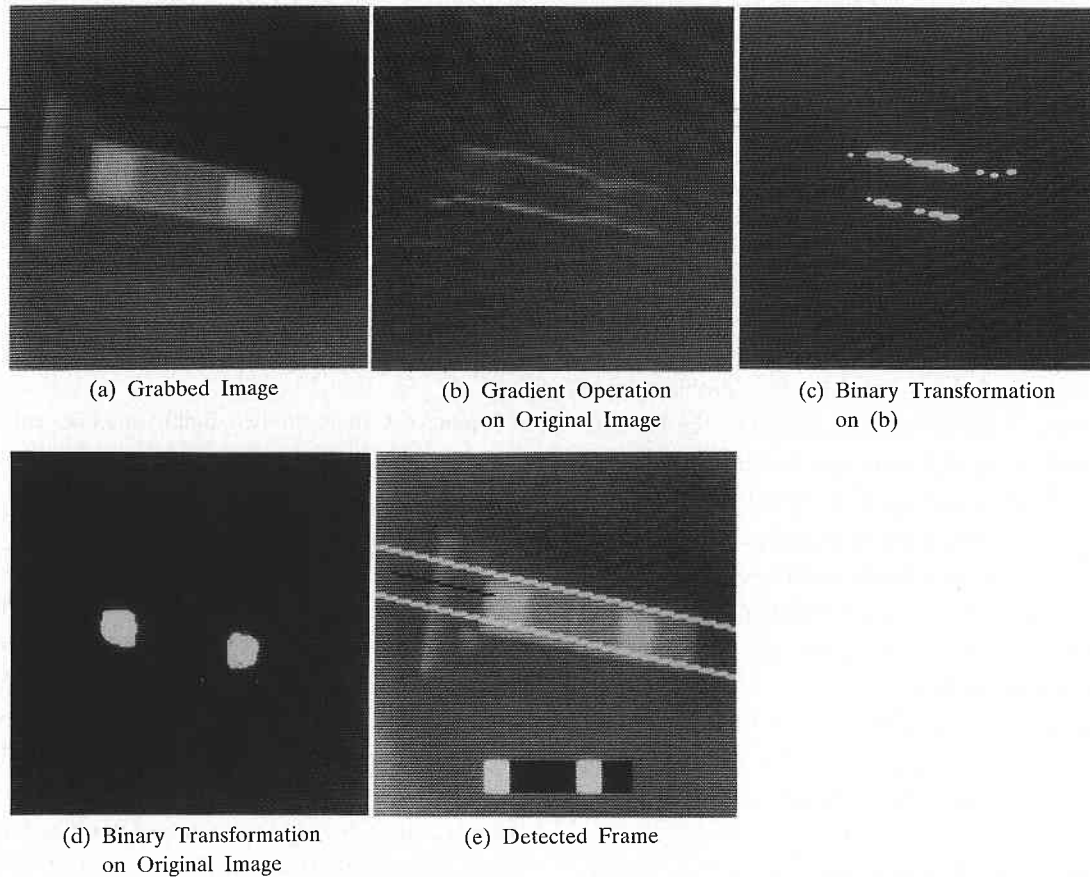 (a) Grabbed Image
(b) Gradient Operation
on Original Image
(c) Binary Transformation
on (b)
(d) Binary Transformation
on Original Image
(e) Detected Frame